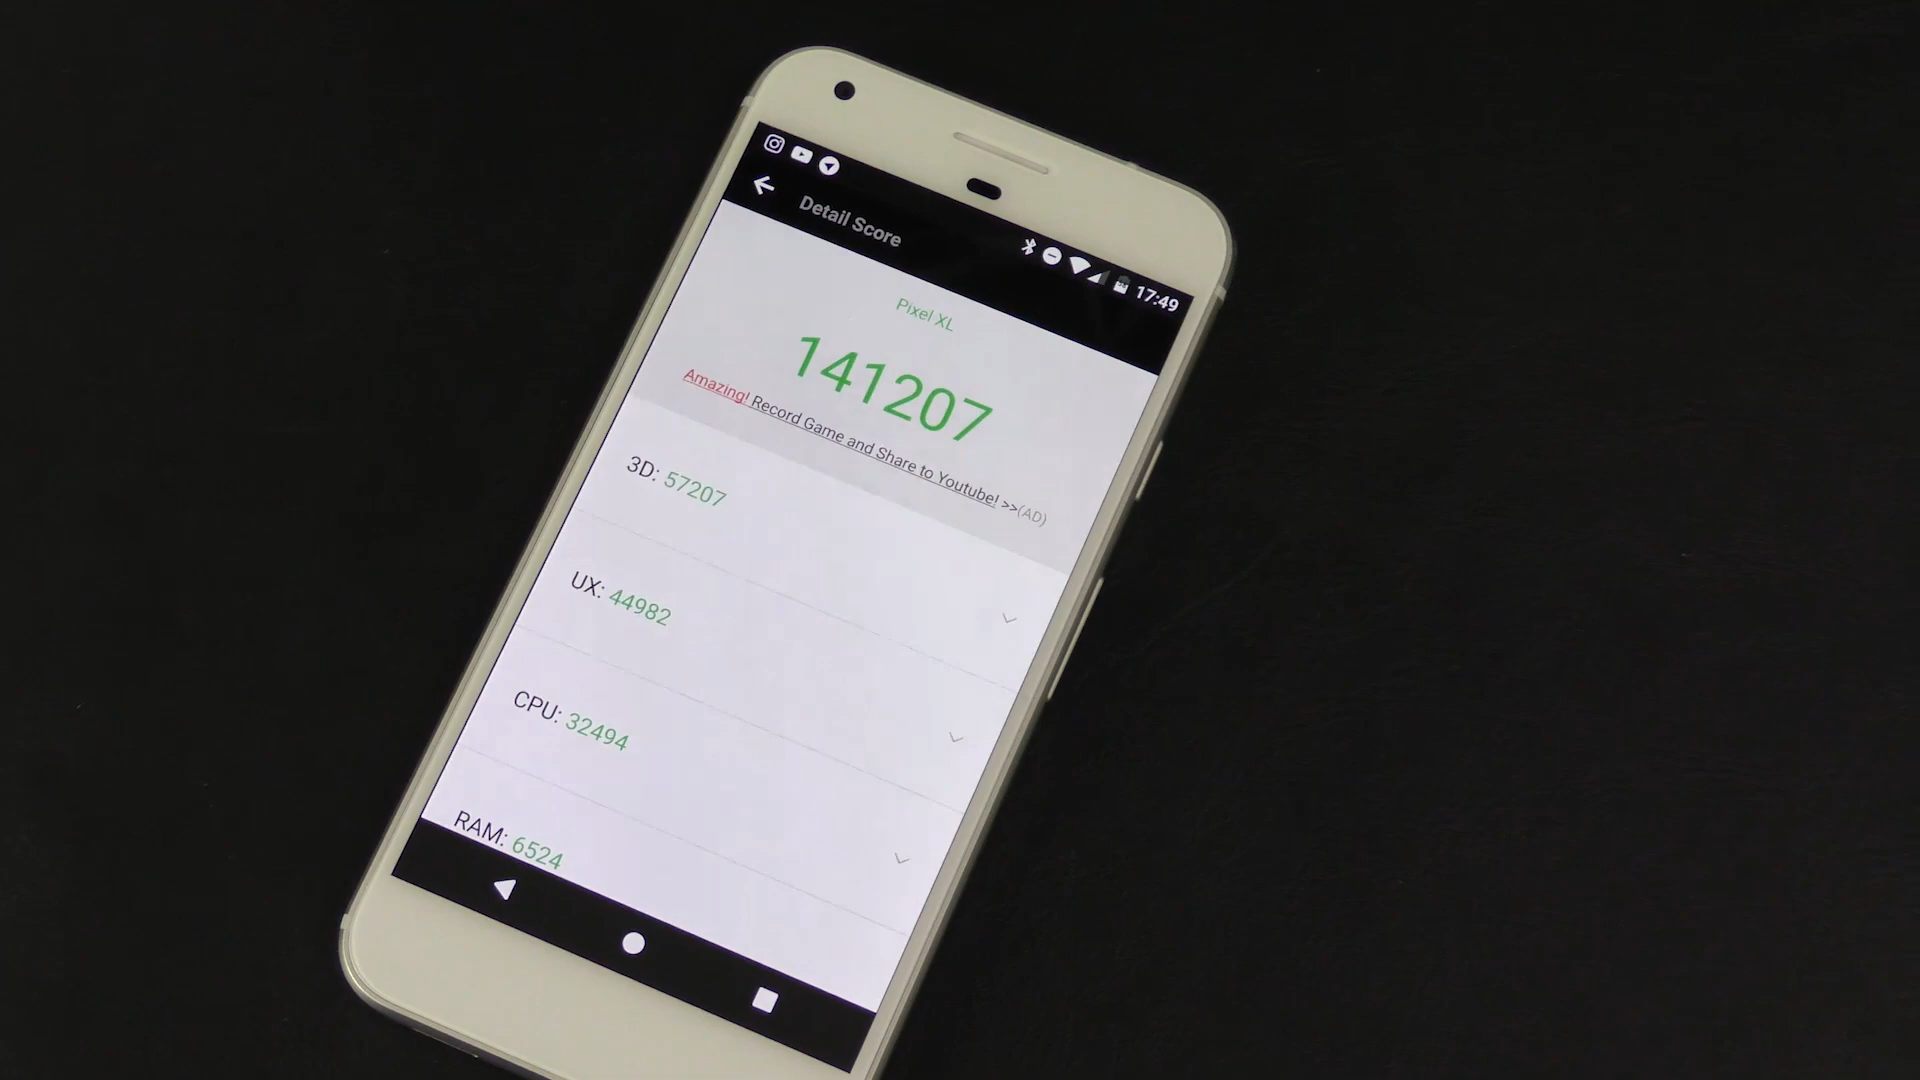 17:49
Detail Score
Pixel XL
141207
Amazing! Record Game and Share to Youtube! >>(AD)
3D: 57207
UX: 44982
CPU: 32494
RAM: 6524